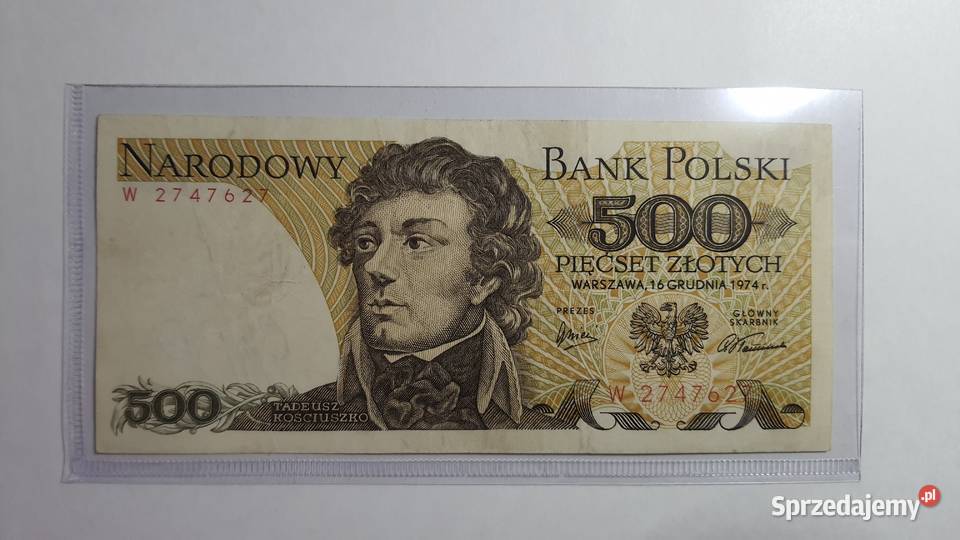 NARODOWY BANK POLSKI
W 2747627
500
PIĘĆSET ZŁOTYCH
WARSZAWA, 16 GRUDNIA 1974 r.
PREZES
GŁÓWNY
SKARBNIK
W 2747627
500
TADEUSZ
KOŚCIUSZKO
Sprzedajemy.pl